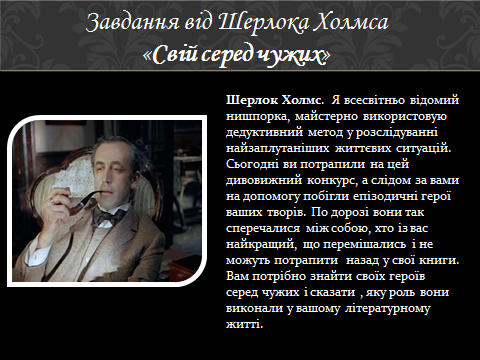 Завдання від Шерлока Холмса
«Свій серед чужих»
Шерлок Холмс. Я всесвітньо відомий
нишпорка, майстерно використовую
дедуктивний метод у розслідуванні
найзаплутаніших життєвих ситуацій.
Сьогодні ви потрапили на цей
дивовижний конкурс, а слідом за вами
на допомогу побігли епізодичні герої
ваших творів. По дорозі вони так
сперечалися між собою, хто із вас
найкращий, що перемішались і не
можуть потрапити назад у свої книги.
Вам потрібно знайти своїх героїв
серед чужих і сказати , яку роль вони
виконали у вашому літературному
житті.